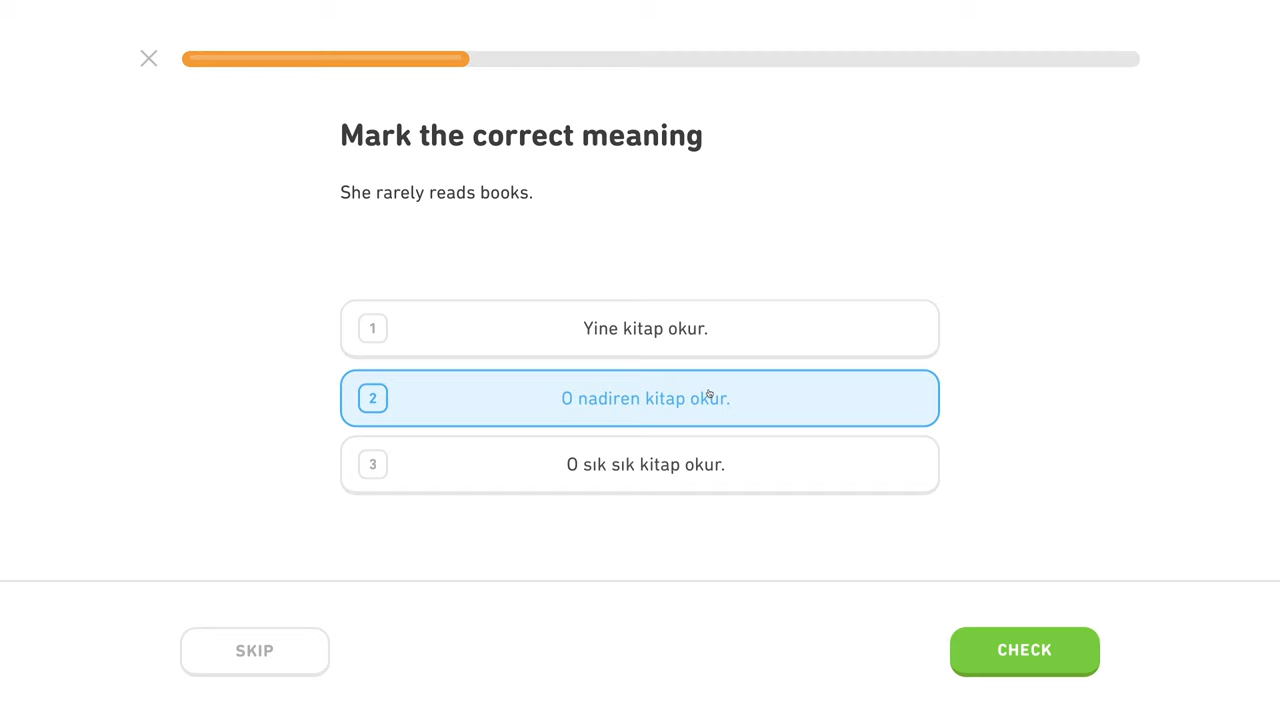 Mark the correct meaning
She rarely reads books.
1 Yine kitap okur.
2 O nadiren kitap okur.
3 O sık sık kitap okur.
SKIP
CHECK